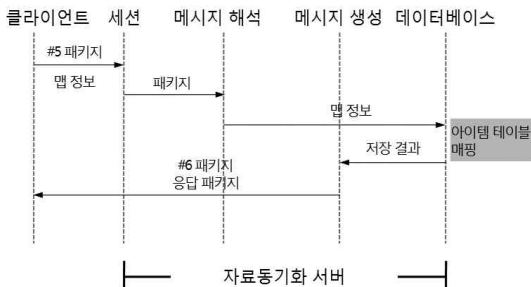 클라이언트 세션 메시지 해석 메시지 생성 데이터베이스
#5 패키지
맵 정보
패키지
맵 정보
아이템 테이블
매핑
저장 결과
#6 패키지
응답 패키지
자료동기화 서버